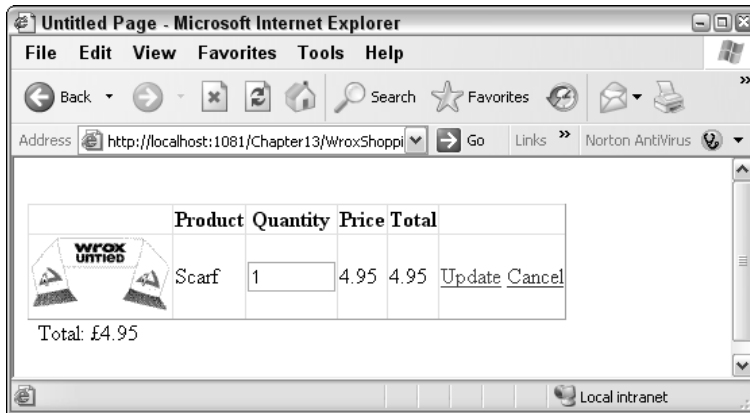 Untitled Page - Microsoft Internet Explorer
File Edit View Favorites Tools Help
Back Search Favorites »
Address http://localhost:1081/Chapter13/WroxShoppi Go Links » Norton AntiVirus
Product Quantity Price Total
WROX
UNTIED
Scarf 1 4.95 4.95 Update Cancel
Total: £4.95
Local intranet